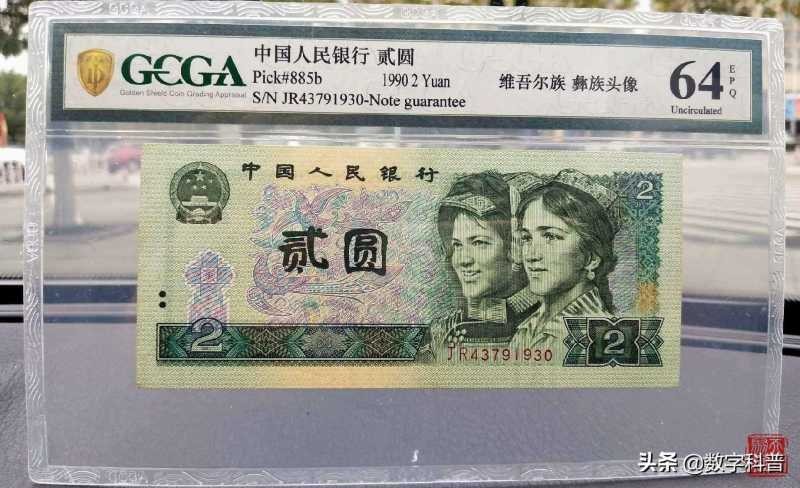 GCGA
Golden Shield Coin Grading Appraisal
中国人民银行 贰圆
Pick#885b 1990 2 Yuan
S/N JR43791930-Note guarantee
维吾尔族 彝族头像
64
EPQ
Uncirculated
中国人民银行
2
贰圆
2
JR43791930
2
GCGA
头条 @数字科普